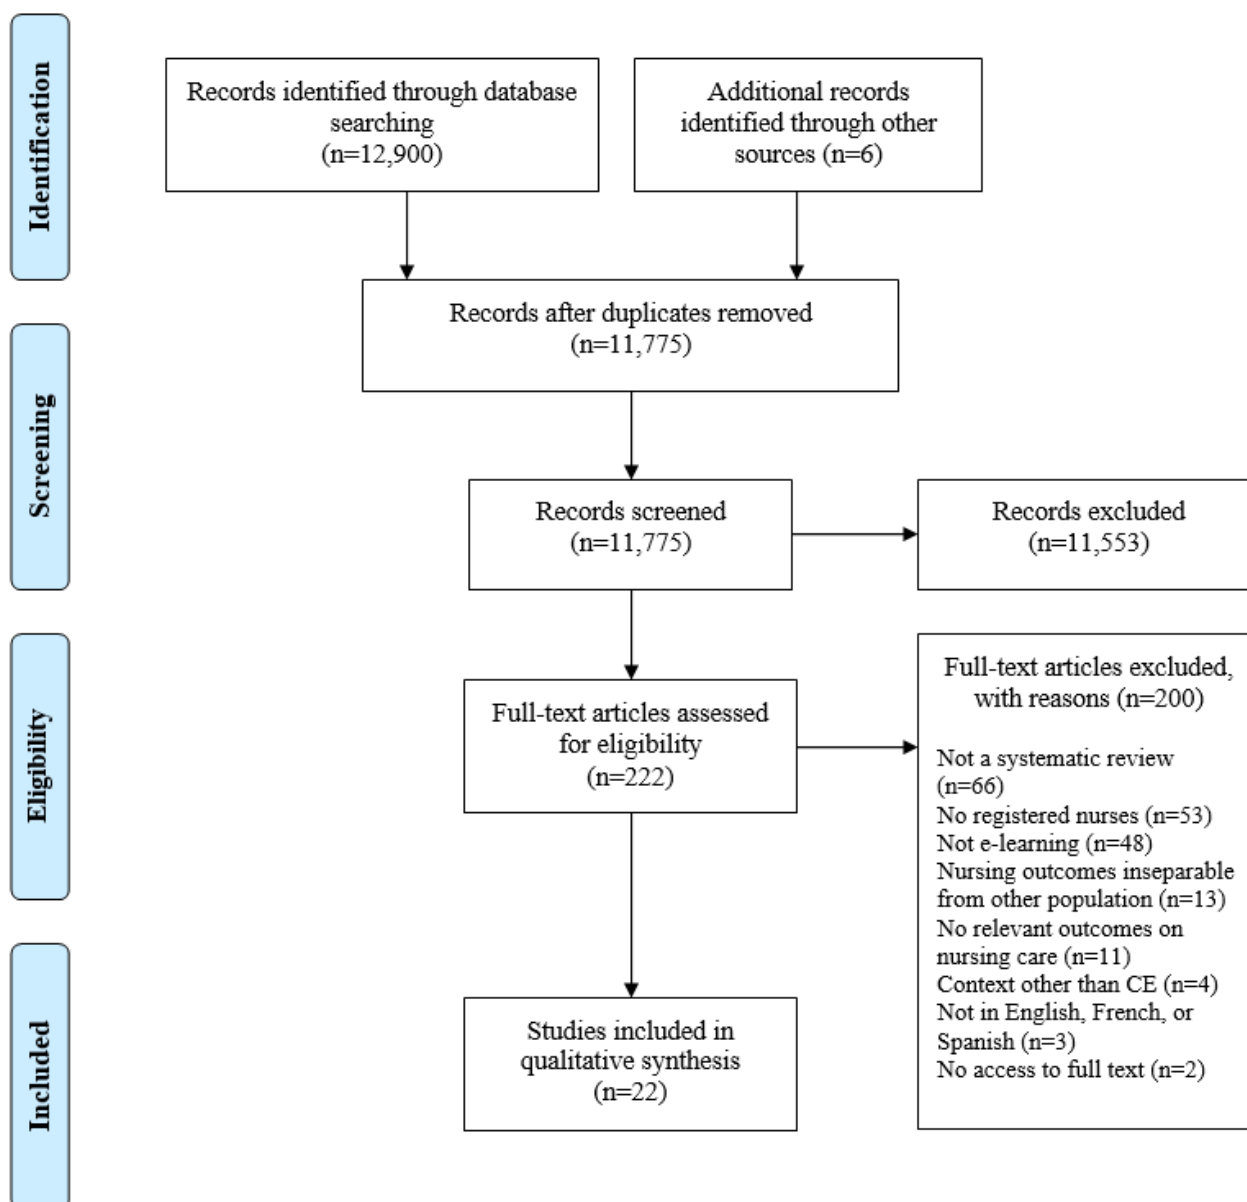 Identification
Records identified through database
searching
(n=12,900)
Additional records
identified through other
sources (n=6)
Records after duplicates removed
(n=11,775)
Screening
Records screened
(n=11,775)
Records excluded
(n=11,553)
Eligibility
Full-text articles assessed
for eligibility
(n=222)
Full-text articles excluded,
with reasons (n=200)
Not a systematic review
(n=66)
No registered nurses (n=53)
Not e-learning (n=48)
Nursing outcomes inseparable
from other population (n=13)
No relevant outcomes on
nursing care (n=11)
Context other than CE (n=4)
Not in English, French, or
Spanish (n=3)
No access to full text (n=2)
Included
Studies included in
qualitative synthesis
(n=22)